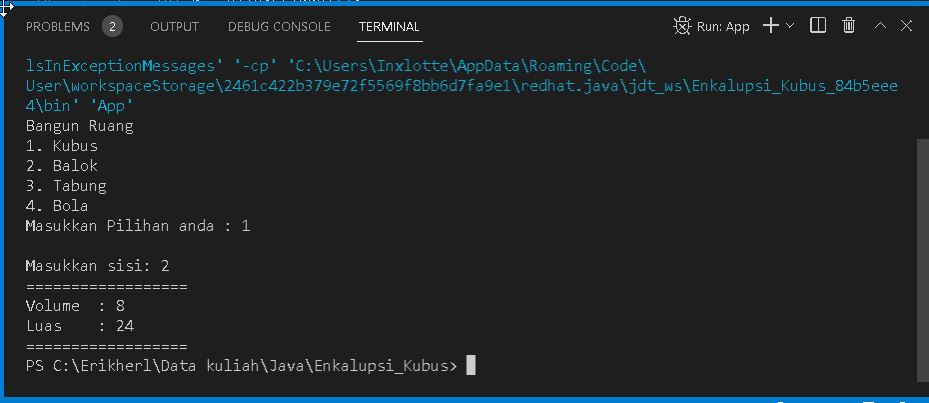 PROBLEMS 2 OUTPUT DEBUG CONSOLE TERMINAL Run: App
lsInExceptionMessages' '-cp' 'C:\Users\Inxlotte\AppData\Roaming\Code\
User\workspaceStorage\2461c422b379e72f5569f8bb6d7fa9e1\redhat.java\jdt_ws\Enkalupsi_Kubus_84b5eee
4\bin' 'App'
Bangun Ruang
1. Kubus
2. Balok
3. Tabung
4. Bola
Masukkan Pilihan anda : 1
Masukkan sisi: 2
==================
Volume  : 8
Luas    : 24
==================
PS C:\Erikherl\Data kuliah\Java\Enkalupsi_Kubus>